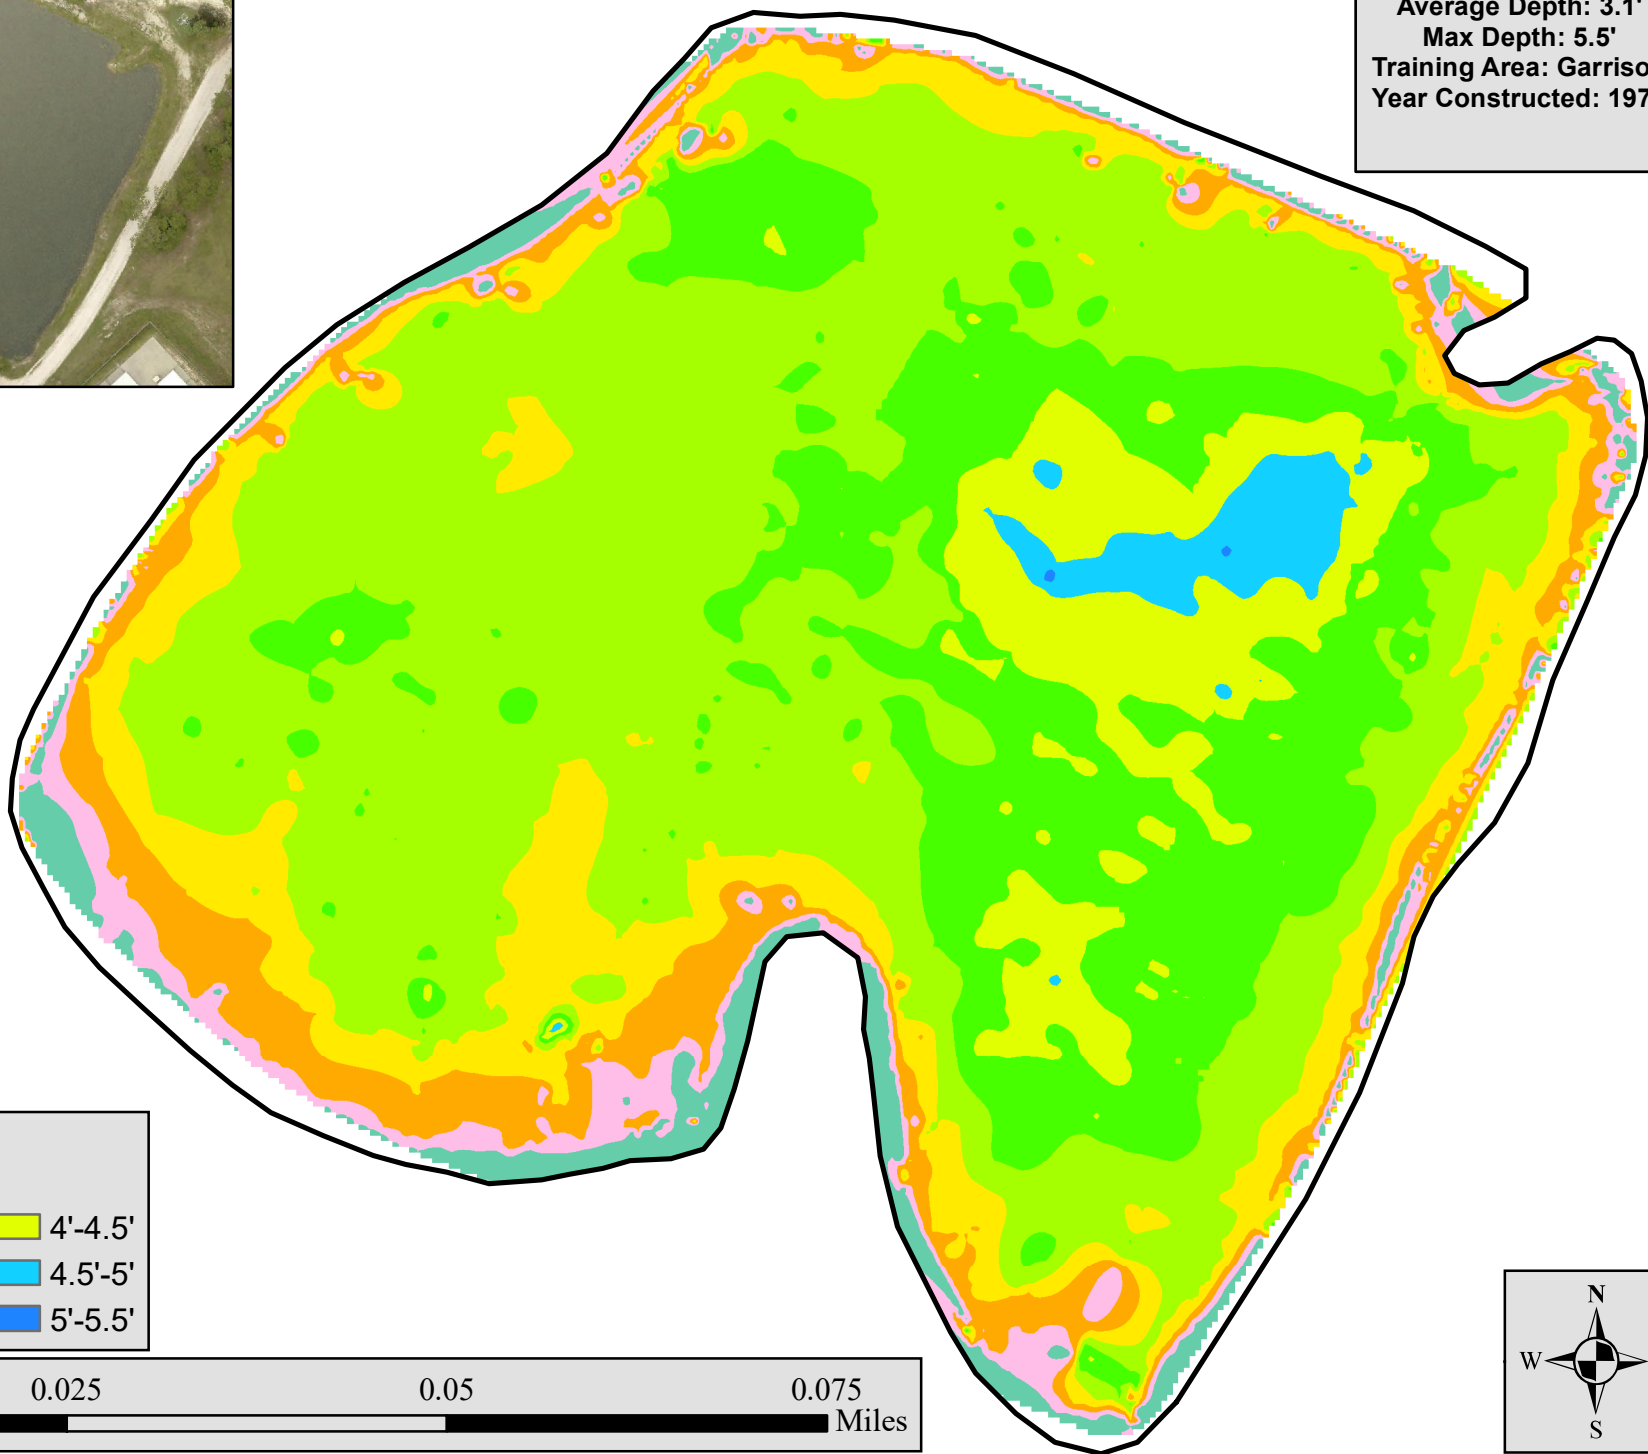 Average Depth: 3.1'
Max Depth: 5.5'
Training Area: Garriso
Year Constructed: 197
4'-4.5'
4.5'-5'
5'-5.5'
0.025 0.05 0.075
Miles
N
W
S